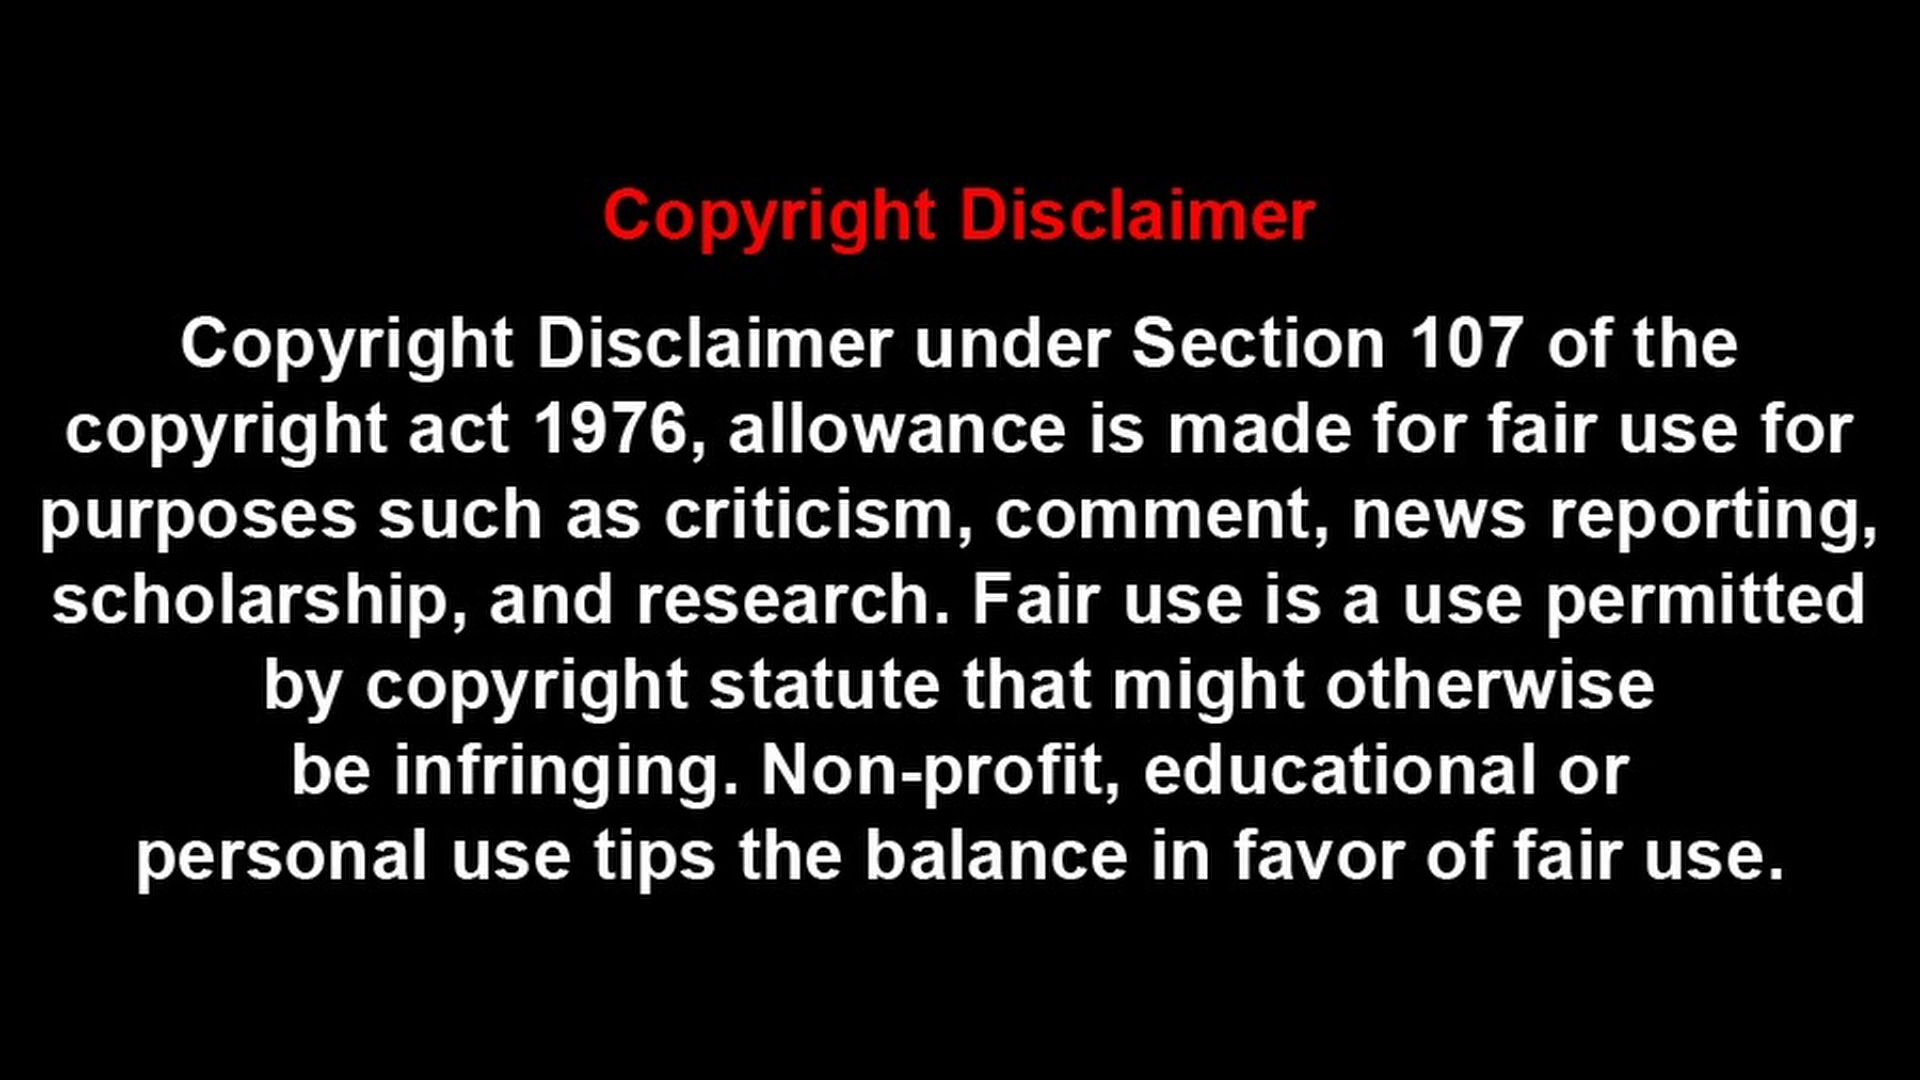 Copyright Disclaimer
Copyright Disclaimer under Section 107 of the
copyright act 1976, allowance is made for fair use for
purposes such as criticism, comment, news reporting,
scholarship, and research. Fair use is a use permitted
by copyright statute that might otherwise
be infringing. Non-profit, educational or
personal use tips the balance in favor of fair use.